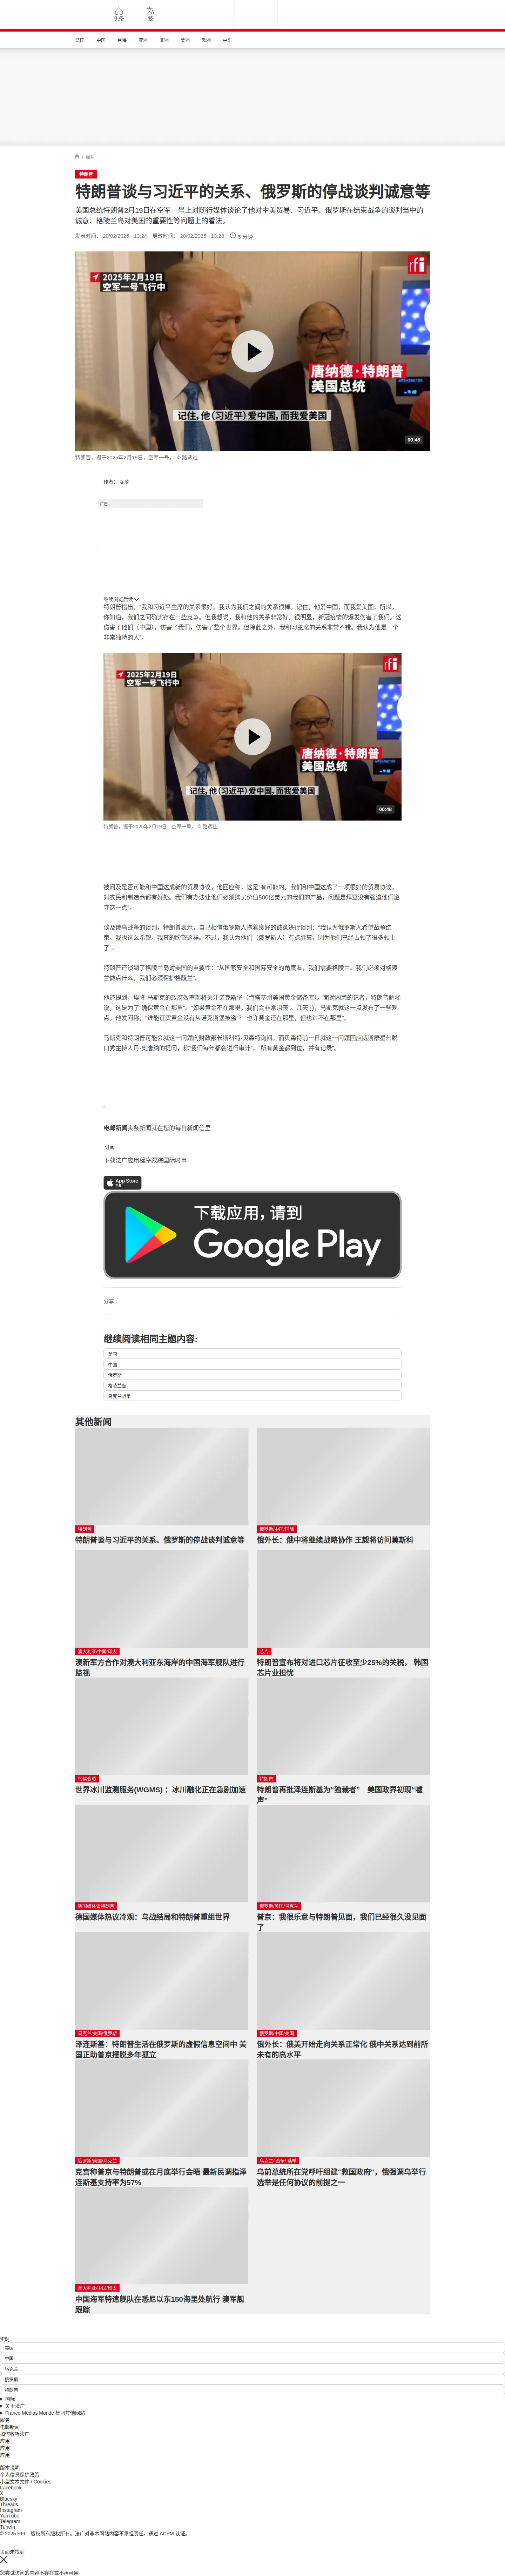 头条
繁
法国
中国
台海
亚洲
非洲
美洲
欧洲
中东
国际
特朗普
特朗普谈与习近平的关系、俄罗斯的停战谈判诚意等
美国总统特朗普2月19日在空军一号上对随行媒体谈论了他对中美贸易、习近平、俄罗斯在结束战争的谈判当中的
诚意、格陵兰岛对美国的重要性等问题上的看法。
发表时间： 20/02/2025 - 13:24 更改时间： 20/02/2025 - 13:28 5 分钟
rfi
2025年2月19日
空军一号飞行中
唐纳德·特朗普
美国总统
记住，他（习近平）爱中国，而我爱美国
00:48
特朗普，摄于2025年2月19日，空军一号。 © 路透社
作者： 呢喃
广告
继续浏览后续
特朗普指出，“我和习近平主席的关系很好。我认为我们之间的关系很棒。记住，他爱中国，而我爱美国。所以，
你知道，我们之间确实存在一些竞争，但我想说，我和他的关系非常好。很明显，新冠疫情的爆发伤害了我们。这
伤害了他们（中国），伤害了我们，伤害了整个世界。但除此之外，我和习主席的关系非常不错。我认为他是一个
非常独特的人”。
rfi
2025年2月19日
空军一号飞行中
唐纳德·特朗普
美国总统
记住，他（习近平）爱中国，而我爱美国
00:48
特朗普，摄于2025年2月19日，空军一号。 © 路透社
被问及是否可能和中国达成新的贸易协议，他回应称，这是“有可能的。我们和中国达成了一项很好的贸易协议，
对农民和制造商都有好处。我们有办法让他们必须购买价值500亿美元的我们的产品，问题是拜登没有强迫他们遵
守这一点”。
谈及俄乌战争的谈判，特朗普表示，自己相信俄罗斯人抱着良好的诚意进行谈判：“我认为俄罗斯人希望战争结
束。我也这么希望。我真的盼望这样。不过，我认为他们（俄罗斯人）有点胜算，因为他们已经占领了很多领土
了”。
特朗普还谈到了格陵兰岛对美国的重要性：“从国家安全和国际安全的角度看，我们需要格陵兰。我们必须对格陵
兰做点什么，我们必须保护格陵兰”。
他还提到，埃隆·马斯克的政府效率部将关注诺克斯堡（肯塔基州美国黄金储备库）。面对困惑的记者，特朗普解释
说，这是为了“确保黄金在那里”，“如果黄金不在那里，我们会非常沮丧”。几天前，马斯克就这一点发布了一些观
点。他发问称，“谁能证实黄金没有从诺克斯堡被盗？”“也许黄金还在那里，但也许不在那里”。
马斯克和特朗普可能会就这一问题向财政部长斯科特·贝森特询问。而贝森特前一日就这一问题回应威斯康星州脱
口秀主持人丹·奥唐纳的提问，称“我们每年都会进行审计”。“所有黄金都到位，并有记录”。
电邮新闻头条新闻就在您的每日新闻信里
订阅
下载法广应用程序跟踪国际时事
App Store
下载
下载应用，请到
Google Play
分享 :
继续阅读相同主题内容:
美国
中国
俄罗斯
格陵兰岛
乌克兰战争
其他新闻
特朗普
特朗普谈与习近平的关系、俄罗斯的停战谈判诚意等
俄罗斯/中国/国际
俄外长：俄中将继续战略协作 王毅将访问莫斯科
澳大利亚/中国/印太
澳新军方合作对澳大利亚东海岸的中国海军舰队进行
监视
芯片
特朗普宣布将对进口芯片征收至少25%的关税， 韩国
芯片业担忧
气候变暖
世界冰川监测服务(WGMS) ：冰川融化正在急剧加速
特朗普
特朗普再批泽连斯基为“独裁者” 美国政界初现“嘘
声”
德国媒体谈特朗普
德国媒体热议冷观：乌战结局和特朗普重组世界
俄罗斯/美国/乌克兰
普京：我很乐意与特朗普见面，我们已经很久没见面
了
乌克兰/美国/俄罗斯
泽连斯基：特朗普生活在俄罗斯的虚假信息空间中 美
国正助普京摆脱多年孤立
俄罗斯/中国/美国
俄外长：俄美开始走向关系正常化 俄中关系达到前所
未有的高水平
俄罗斯/美国/乌克兰
克宫称普京与特朗普或在月底举行会晤 最新民调指泽
连斯基支持率为57%
乌克兰/ 战争/ 选举
乌前总统所在党呼吁组建“救国政府”，俄强调乌举行
选举是任何协议的前提之一
澳大利亚/中国/印太
中国海军特遣舰队在悉尼以东150海里处航行 澳军舰
跟踪
实时
美国
中国
乌克兰
俄罗斯
特朗普
国际
关于法广
France Médias Monde 集团其他网站
服务
电邮新闻
如何收听法广
应用
应用
应用
版本说明
个人信息保护政策
小型文本文件 / Cookies
Facebook
X
Bluesky
Threads
Instagram
YouTube
Telegram
TuneIn
© 2025 RFI – 版权所有版权所有。法广对非本网站内容不承担责任。通过 ACPM 认证。
页面未找到
您尝试访问的内容不存在或不再可用。